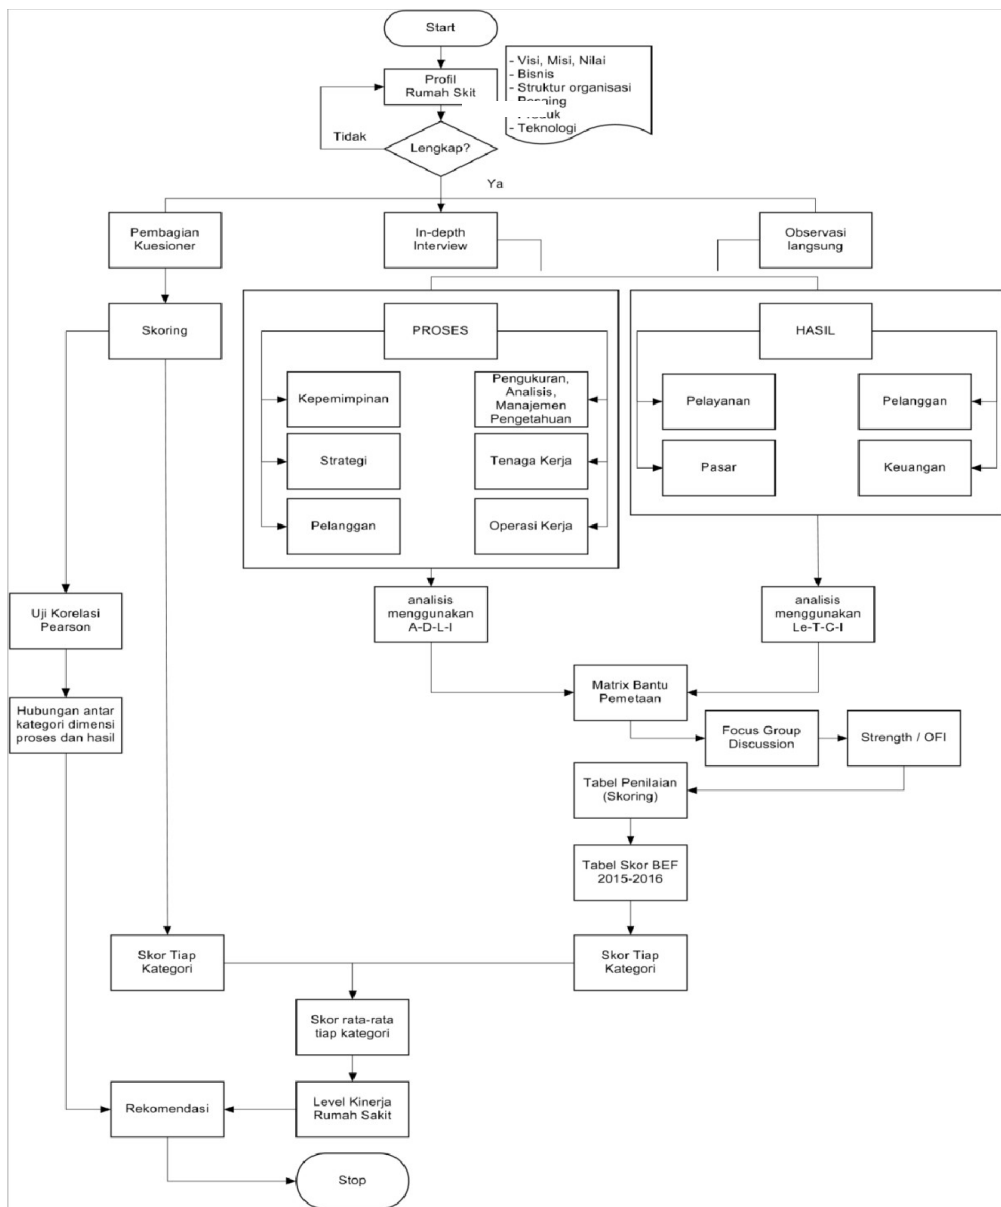 Start
Profil
Rumah Skit
- Visi, Misi, Nilai
- Bisnis
- Struktur organisasi
- Teknologi
Tidak
Lengkap?
Ya
Pembagian
Kuesioner
In-depth
Interview
Observasi
langsung
Skoring
PROSES
HASIL
Kepemimpinan
Pengukuran,
Analisis,
Manajemen
Pengetahuan
Pelayanan
Pelanggan
Strategi
Tenaga Kerja
Pasar
Keuangan
Pelanggan
Operasi Kerja
Uji Korelasi
Pearson
analisis
menggunakan
A-D-L-I
analisis
menggunakan
Le-T-C-I
Hubungan antar
kategori dimensi
proses dan hasil
Matrix Bantu
Pemetaan
Focus Group
Discussion
Strength / OFI
Tabel Penilaian
(Skoring)
Tabel Skor BEF
2015-2016
Skor Tiap
Kategori
Skor Tiap
Kategori
Skor rata-rata
tiap kategori
Rekomendasi
Level Kinerja
Rumah Sakit
Stop